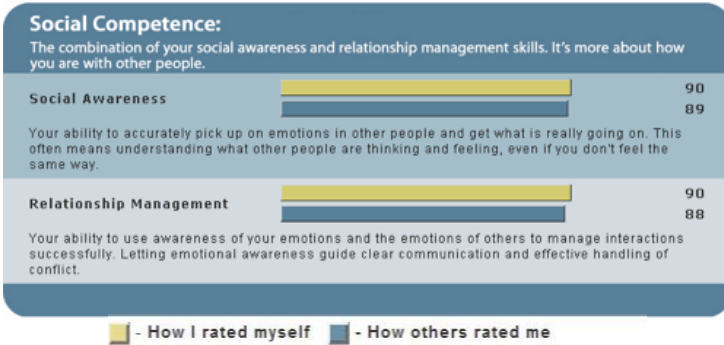 Social Competence:
The combination of your social awareness and relationship management skills. It's more about how
you are with other people.
Social Awareness
90
89
Your ability to accurately pick up on emotions in other people and get what is really going on. This
often means understanding what other people are thinking and feeling, even if you don't feel the
same way.
Relationship Management
90
88
Your ability to use awareness of your emotions and the emotions of others to manage interactions
successfully. Letting emotional awareness guide clear communication and effective handling of
conflict.
- How I rated myself - How others rated me